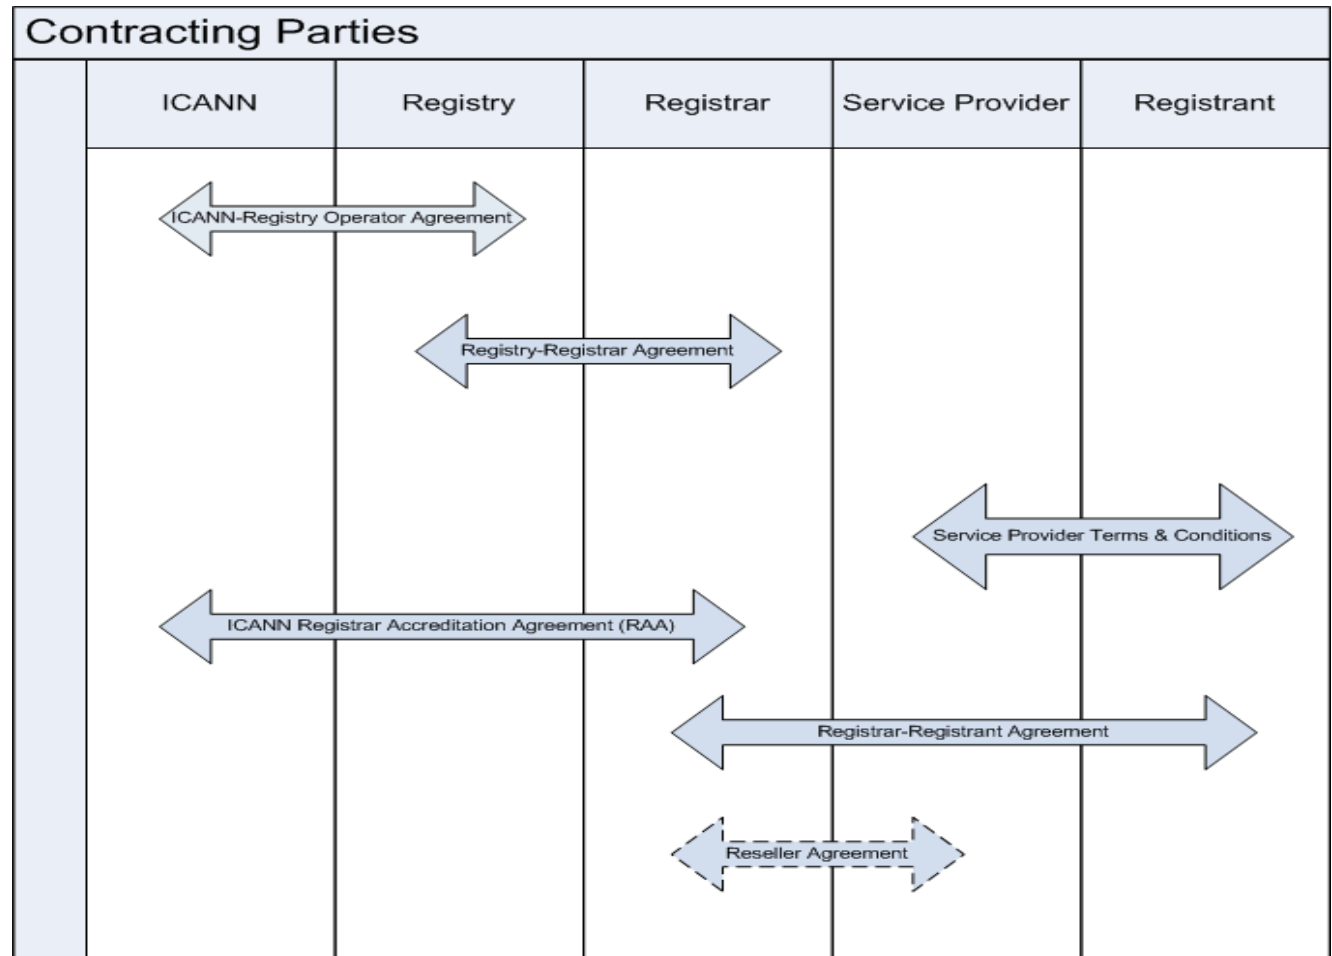 Contracting Parties
ICANN
Registry
Registrar
Service Provider
Registrant
ICANN-Registry Operator Agreement
Registry-Registrar Agreement
Service Provider Terms & Conditions
ICANN Registrar Accreditation Agreement (RAA)
Registrar-Registrant Agreement
Reseller Agreement